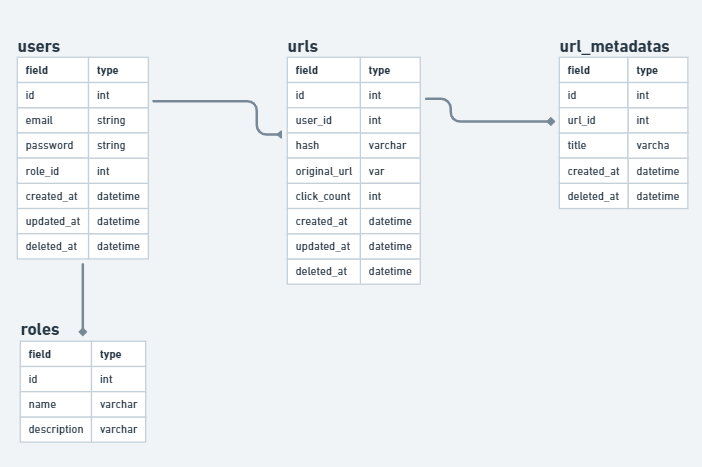 users
field type
id int
email string
password string
role_id int
created_at datetime
updated_at datetime
deleted_at datetime
urls
field type
id int
user_id int
hash varchar
original_url var
click_count int
created_at datetime
updated_at datetime
deleted_at datetime
url_metadatas
field type
id int
url_id int
title varcha
created_at datetime
deleted_at datetime
roles
field type
id int
name varchar
description varchar